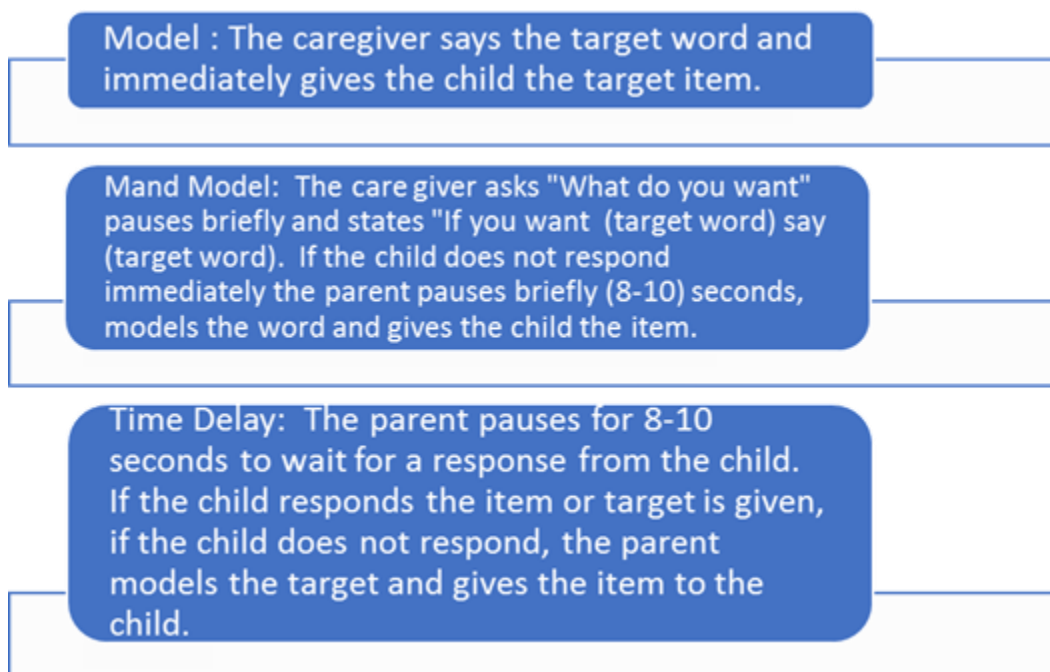 Model : The caregiver says the target word and
immediately gives the child the target item.
Mand Model:  The care giver asks "What do you want"
pauses briefly and states "If you want  (target word) say
(target word).  If the child does not respond
immediately the parent pauses briefly (8-10) seconds,
models the word and gives the child the item.
Time Delay:  The parent pauses for 8-10
seconds to wait for a response from the child.
If the child responds the item or target is given,
if the child does not respond, the parent
models the target and gives the item to the
child.